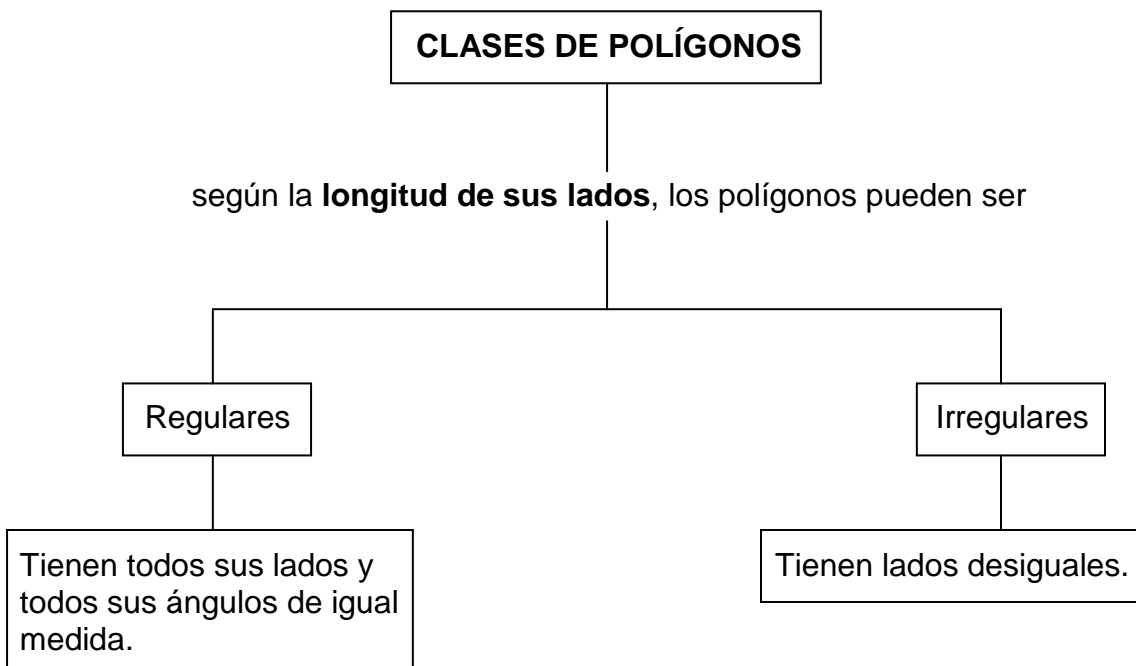 CLASES DE POLÍGONOS
según la longitud de sus lados, los polígonos pueden ser
Regulares
Irregulares
Tienen todos sus lados y
todos sus ángulos de igual
medida.
Tienen lados desiguales.